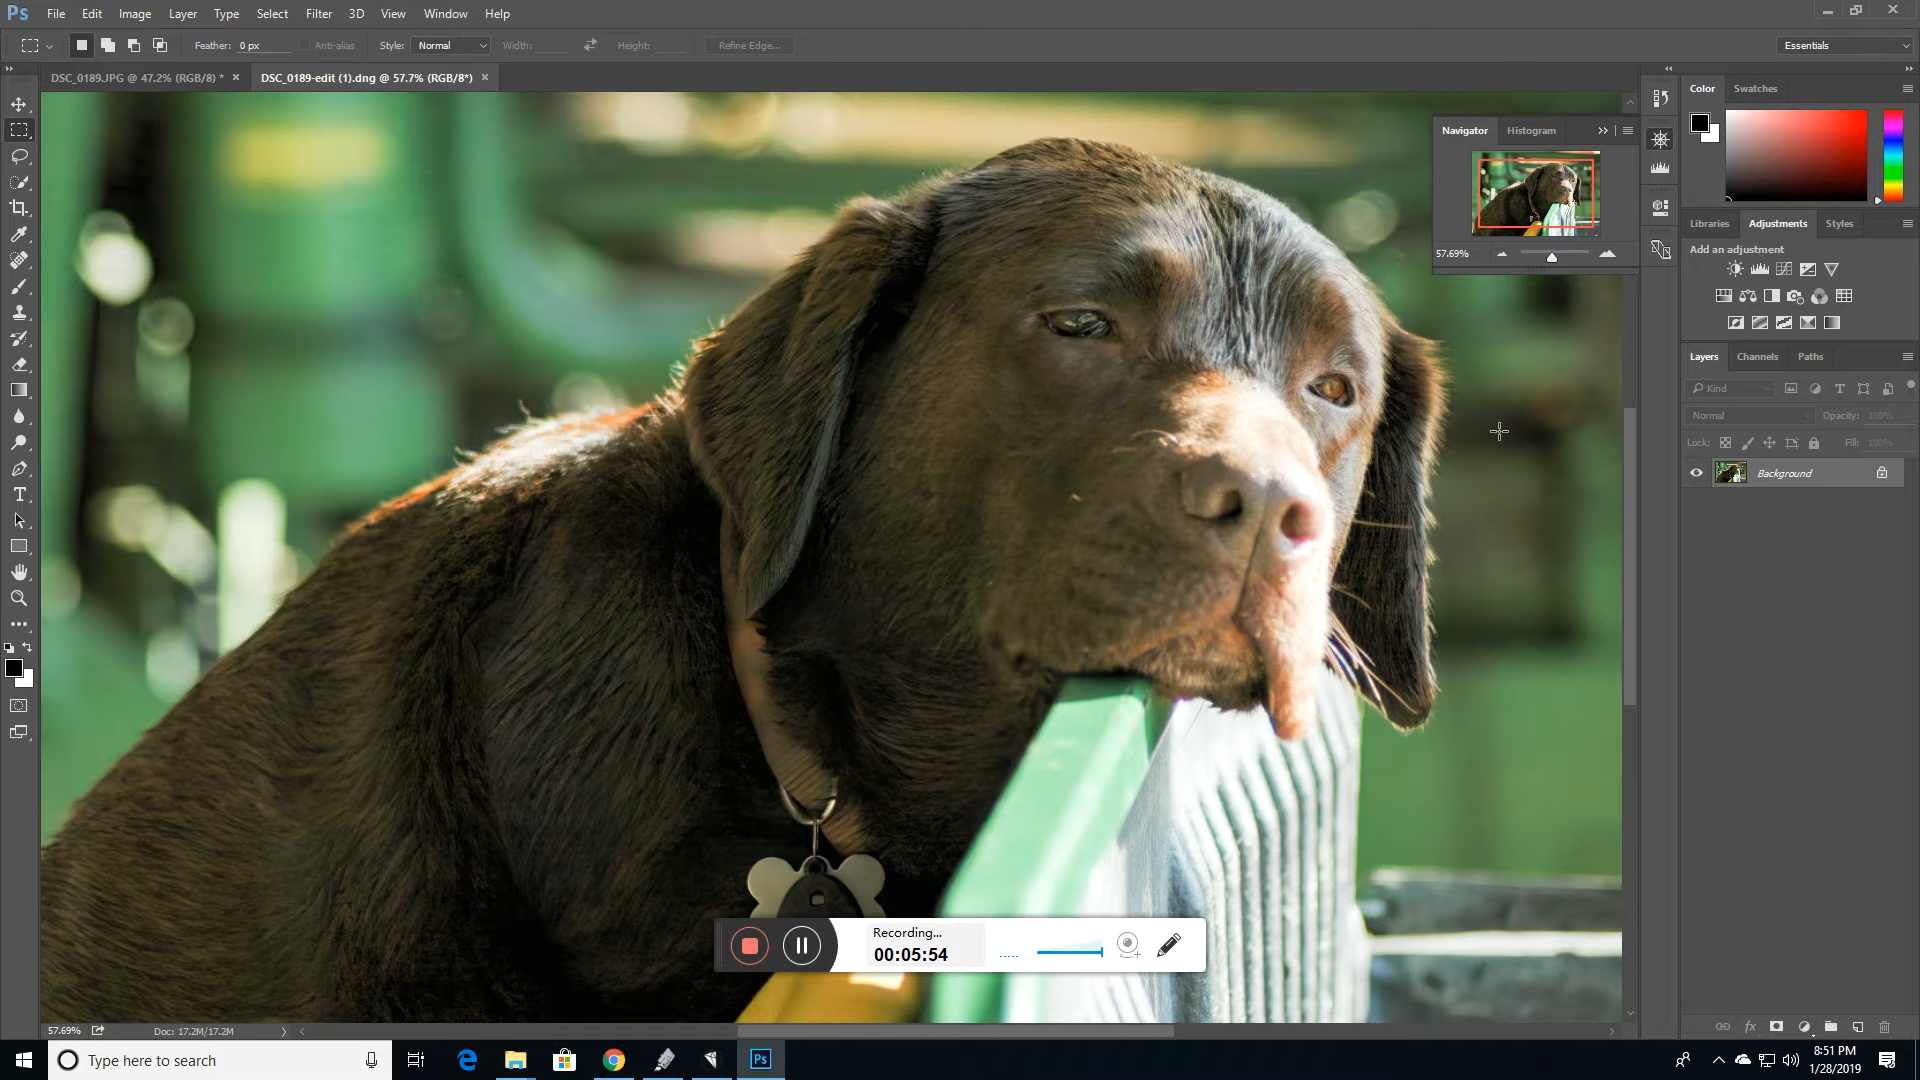 Ps File Edit Image Layer Type Select Filter 3D View Window Help
Feather: 0 px Anti-alias Style: Normal Width: Height: Refine Edge... Essentials
DSC_0189.JPG @ 47.2% (RGB/8) * × DSC_0189-edit (1).dng @ 57.7% (RGB/8*) ×
Color Swatches
Navigator Histogram
57.69%
Libraries Adjustments Styles
Add an adjustment
Layers Channels Paths
Kind
Normal Opacity: 100%
Lock: Fill: 100%
Background
Recording...
00:05:54
57.69% Doc: 17.2M/17.2M
Type here to search
Ps
8:51 PM
1/28/2019